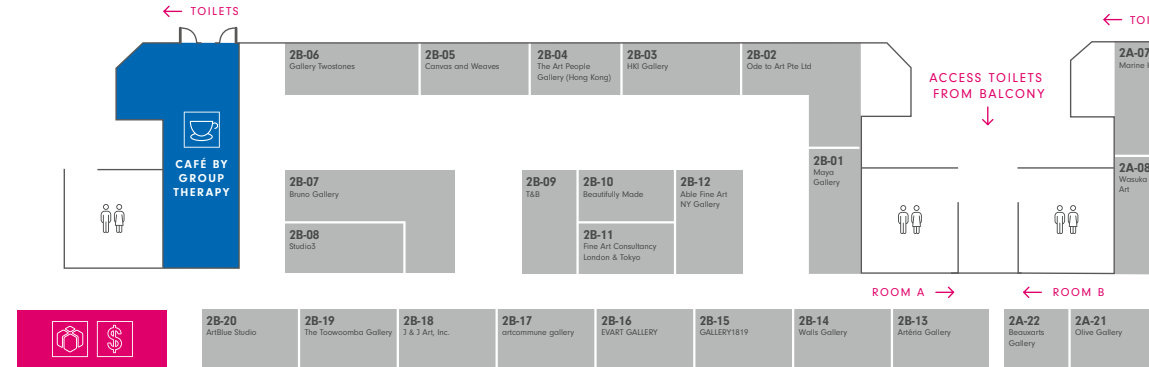 ← TOILETS
← TOI
2B-06
Gallery Twostones
2B-05
Canvas and Weaves
2B-04
The Art People
Gallery (Hong Kong)
2B-03
HKI Gallery
2B-02
Ode to Art Pte Ltd
ACCESS TOILETS
FROM BALCONY
↓
2A-07
Marine
CAFÉ BY
GROUP
THERAPY
2B-07
Bruno Gallery
2B-08
Studio3
2B-09
T&B
2B-10
Beautifully Made
2B-11
Fine Art Consultancy
London & Tokyo
2B-12
Able Fine Art
NY Gallery
2B-01
Maya
Gallery
2A-08
Wasuka
Art
ROOM A →
← ROOM B
$
2B-20
ArtBlue Studio
2B-19
The Toowoomba Gallery
2B-18
J & J Art, Inc.
2B-17
artcommune gallery
2B-16
EVART GALLERY
2B-15
GALLERY1819
2B-14
Walls Gallery
2B-13
Artéria Gallery
2A-22
Beauxarts
Gallery
2A-21
Olive Gallery